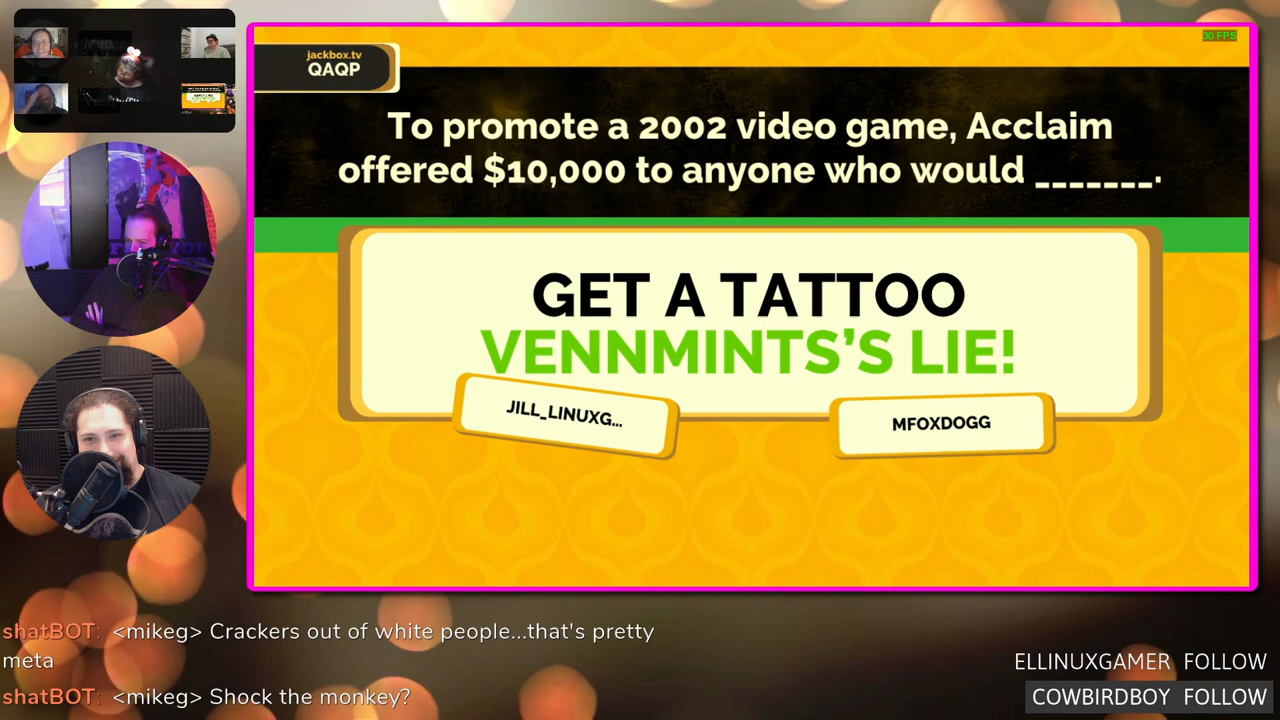 jackbox.tv
QAQP
30 FPS
To promote a 2002 video game, Acclaim
offered $10,000 to anyone who would _______.
GET A TATTOO
VENNMINTS'S LIE!
JILL_LINUXG...
MFOXDOGG
shatBOT: <mikeg> Crackers out of white people...that's pretty
meta
shatBOT: <mikeg> Shock the monkey?
ELLINUXGAMER FOLLOW
COWBIRDBOY FOLLOW